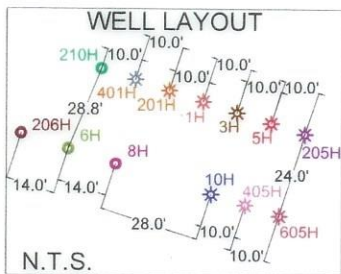 WELL LAYOUT
210H 10.0' 10.0'
401H 10.0' 10.0'
28.8' 201H 10.0'
206H 6H 1H 3H 5H 205H
8H
14.0' 14.0' 10H 405H 24.0'
28.0' 10.0' 605H
10.0'
N.T.S.